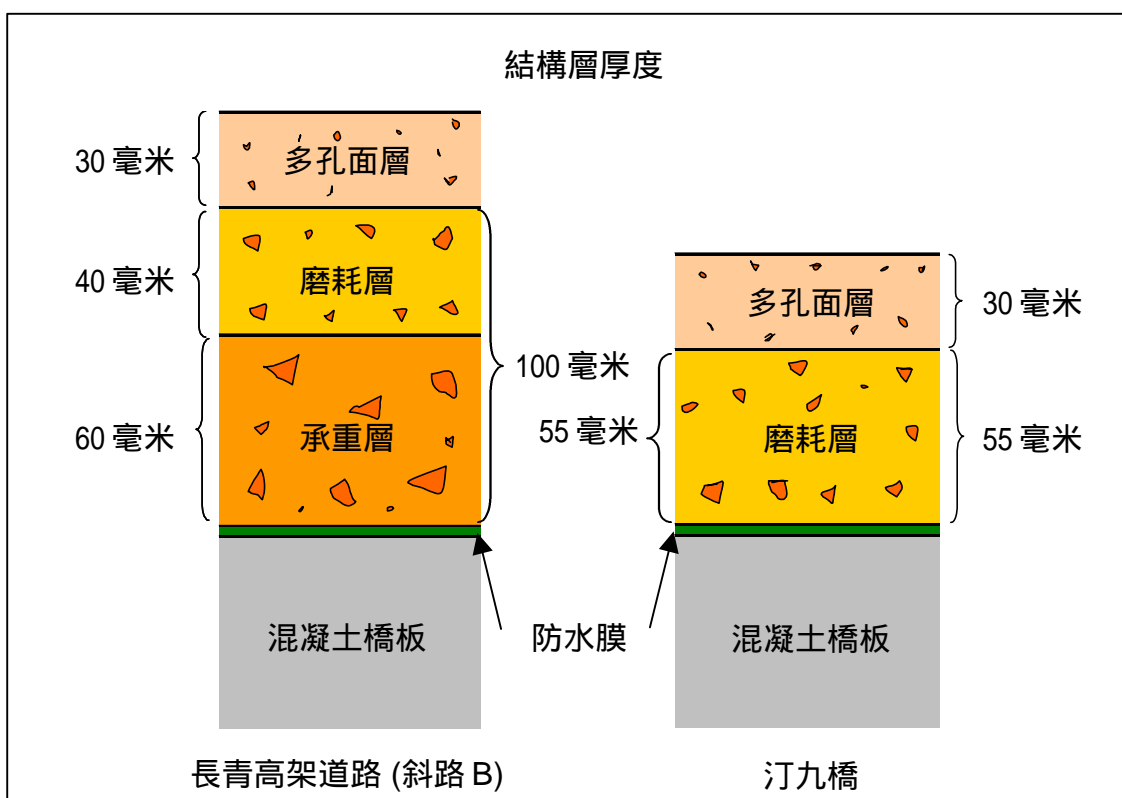 結構層厚度
30 毫米
多孔面層
40 毫米
磨耗層
100 毫米
60 毫米
承重層
混凝土橋板
長青高架道路 (斜路 B)
防水膜
多孔面層
30 毫米
55 毫米
磨耗層
55 毫米
混凝土橋板
汀九橋